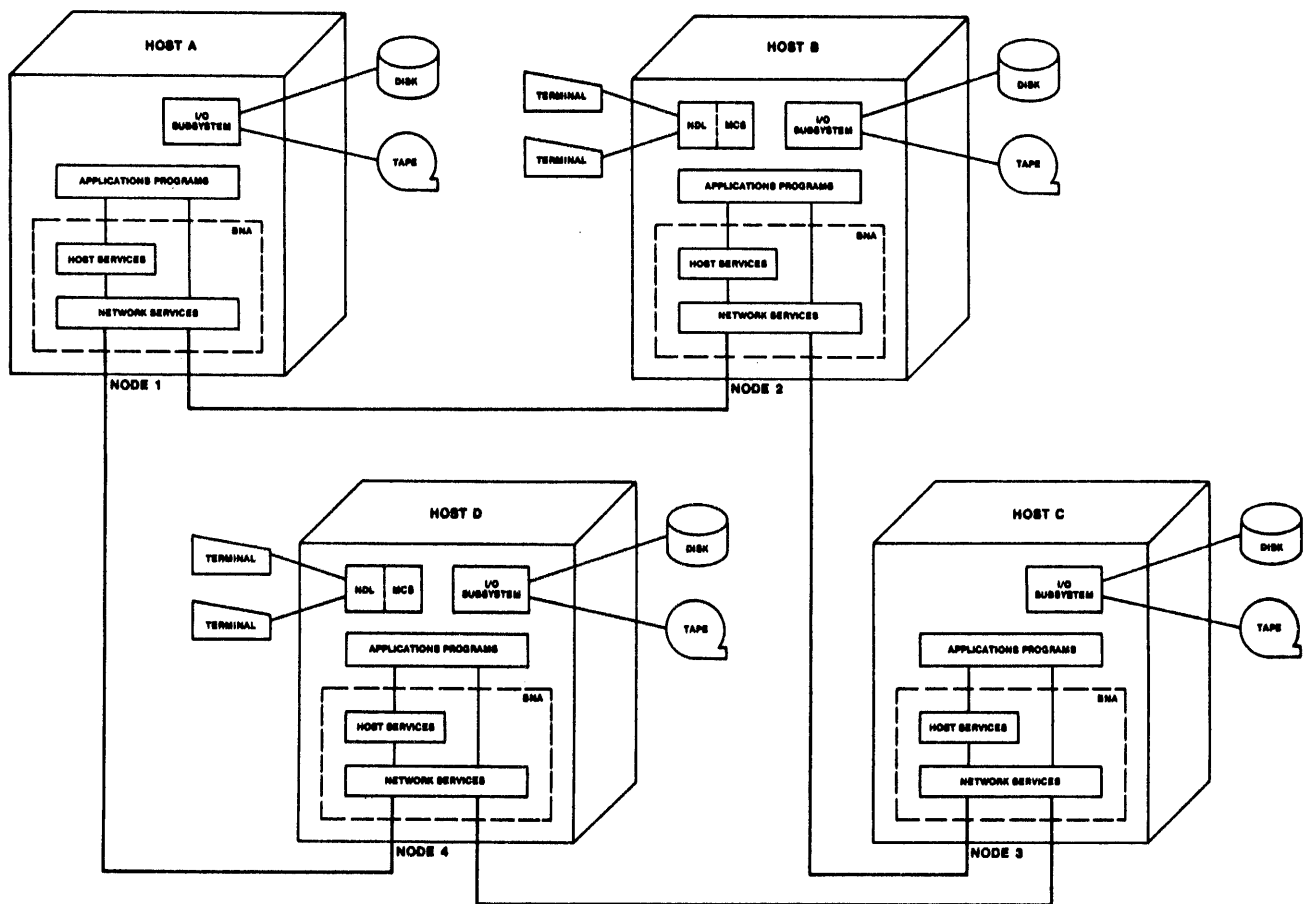 HOST A
DISK
I/O
SUBSYSTEM
TAPE
APPLICATIONS PROGRAMS
BNA
HOST SERVICES
NETWORK SERVICES
NODE 1
HOST B
TERMINAL
DISK
NDL
MCS
I/O
SUBSYSTEM
TERMINAL
TAPE
APPLICATIONS PROGRAMS
BNA
HOST SERVICES
NETWORK SERVICES
NODE 2
HOST D
TERMINAL
DISK
NDL
MCS
I/O
SUBSYSTEM
TERMINAL
TAPE
APPLICATIONS PROGRAMS
BNA
HOST SERVICES
NETWORK SERVICES
NODE 4
HOST C
DISK
I/O
SUBSYSTEM
TAPE
APPLICATIONS PROGRAMS
BNA
HOST SERVICES
NETWORK SERVICES
NODE 3